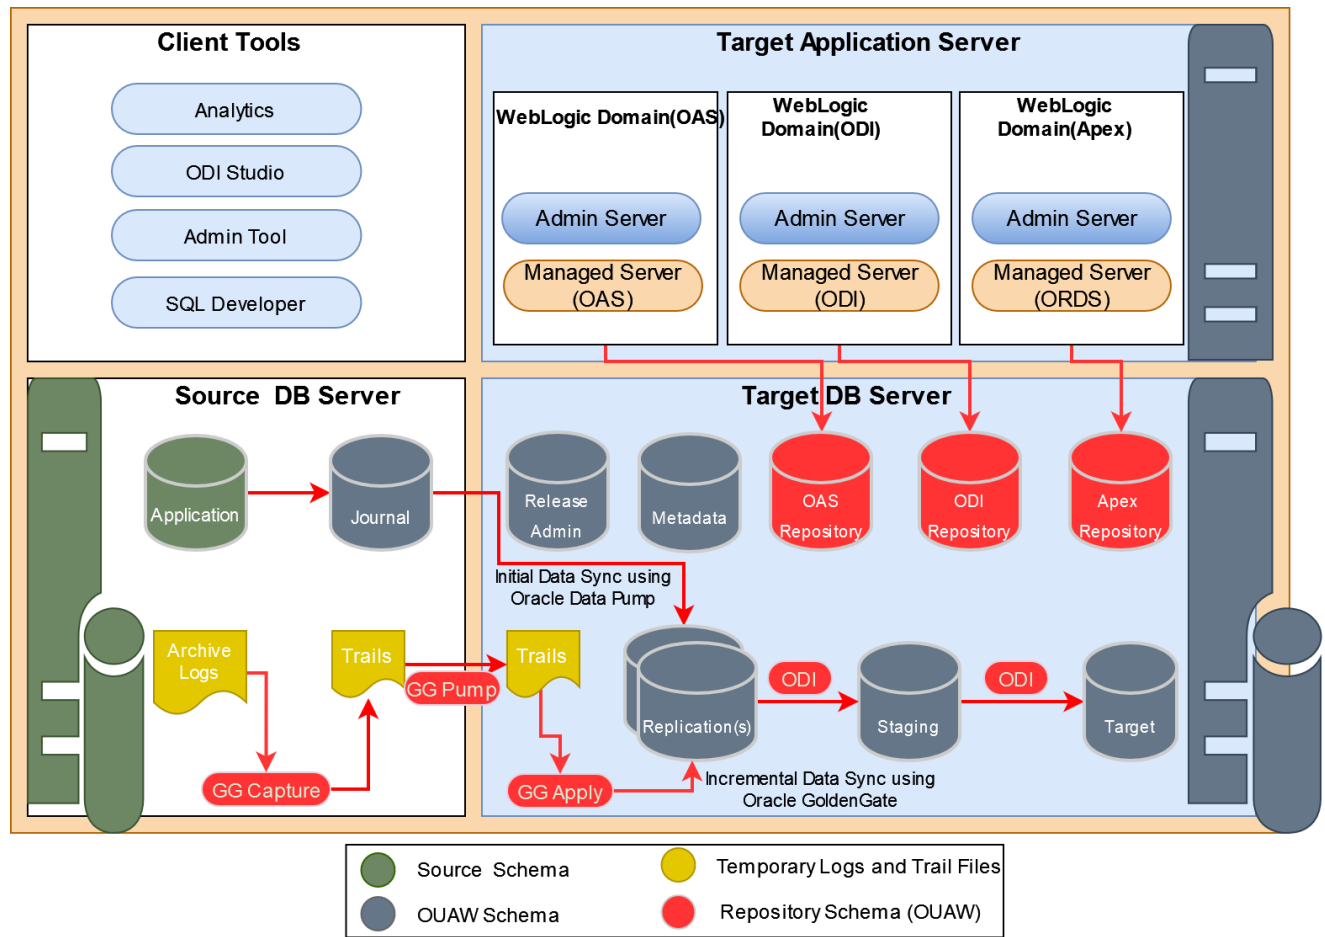 Client Tools
Analytics
ODI Studio
Admin Tool
SQL Developer
Target Application Server
WebLogic Domain(OAS)
Admin Server
Managed Server
(OAS)
WebLogic
Domain(ODI)
Admin Server
Managed Server
(ODI)
WebLogic
Domain(Apex)
Admin Server
Managed Server
(ORDS)
Source DB Server
Application
Journal
Archive
Logs
Trails
GG Capture
GG Pump
Target DB Server
Release
Admin
Metadata
OAS
Repository
ODI
Repository
Apex
Repository
Initial Data Sync using
Oracle Data Pump
Trails
GG Apply
Replication(s)
ODI
Staging
ODI
Target
Incremental Data Sync using
Oracle GoldenGate
Source Schema
Temporary Logs and Trail Files
OUAW Schema
Repository Schema (OUAW)